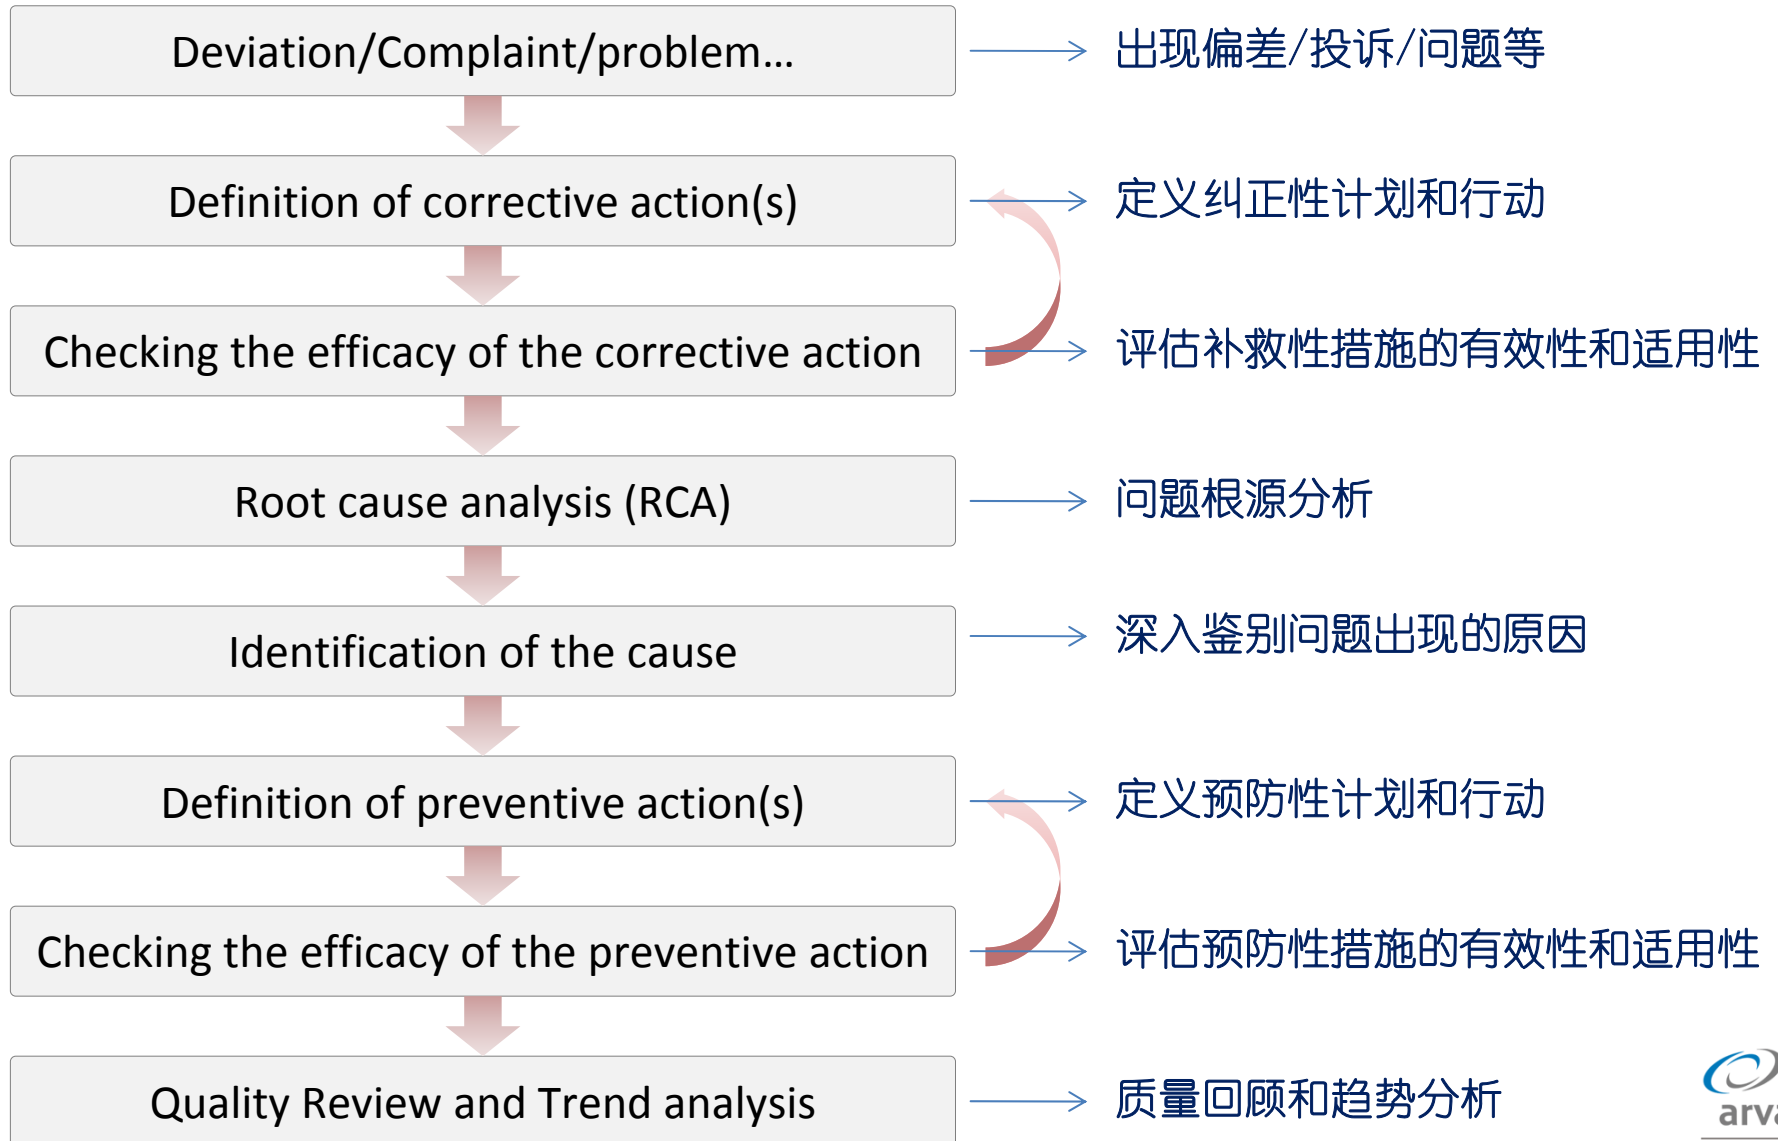 Deviation/Complaint/problem…
出现偏差/投诉/问题等
Definition of corrective action(s)
定义纠正性计划和行动
Checking the efficacy of the corrective action
评估补救性措施的有效性和适用性
Root cause analysis (RCA)
问题根源分析
Identification of the cause
深入鉴别问题出现的原因
Definition of preventive action(s)
定义预防性计划和行动
Checking the efficacy of the preventive action
评估预防性措施的有效性和适用性
Quality Review and Trend analysis
质量回顾和趋势分析